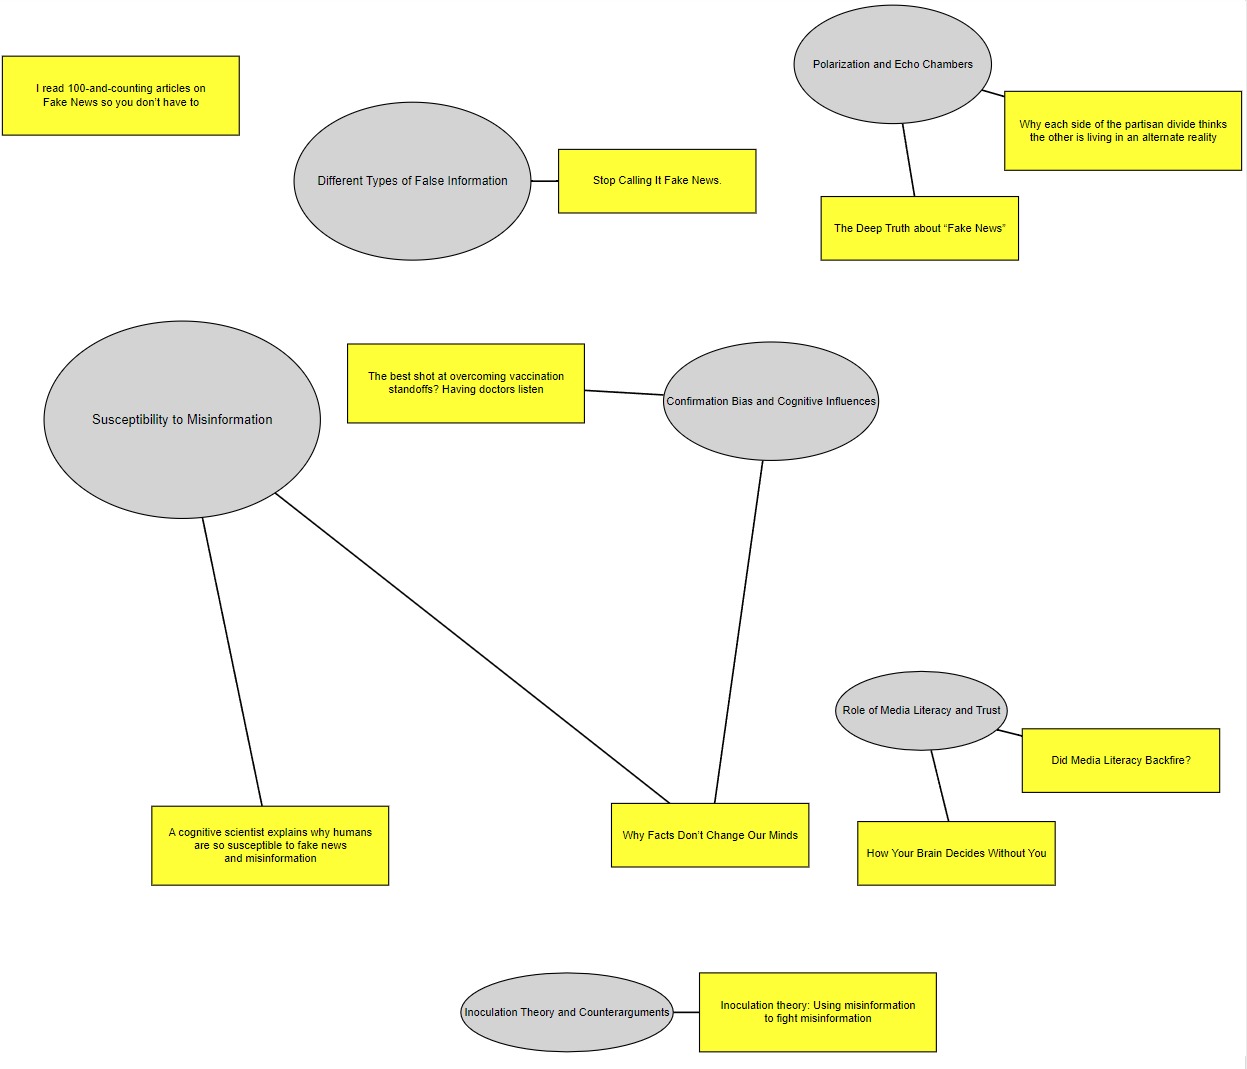 Polarization and Echo Chambers
I read 100-and-counting articles on
Fake News so you don't have to
Why each side of the partisan divide thinks
the other is living in an alternate reality
Different Types of False Information
Stop Calling It Fake News.
The Deep Truth about “Fake News”
The best shot at overcoming vaccination
standoffs? Having doctors listen
Confirmation Bias and Cognitive Influences
Susceptibility to Misinformation
Role of Media Literacy and Trust
Did Media Literacy Backfire?
A cognitive scientist explains why humans
are so susceptible to fake news
and misinformation
Why Facts Don’t Change Our Minds
How Your Brain Decides Without You
Inoculation Theory and Counterarguments
Inoculation theory: Using misinformation
to fight misinformation